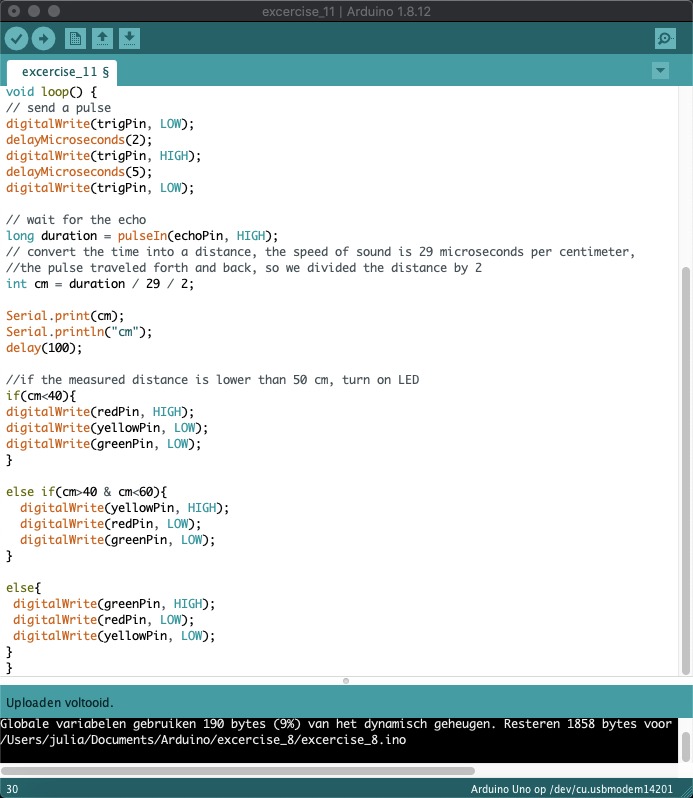 excercise_11 | Arduino 1.8.12
excercise_11 §
void loop() {
// send a pulse
digitalWrite(trigPin, LOW);
delayMicroseconds(2);
digitalWrite(trigPin, HIGH);
delayMicroseconds(5);
digitalWrite(trigPin, LOW);
// wait for the echo
long duration = pulseIn(echoPin, HIGH);
// convert the time into a distance, the speed of sound is 29 microseconds per centimeter,
//the pulse traveled forth and back, so we divided the distance by 2
int cm = duration / 29 / 2;
Serial.print(cm);
Serial.println("cm");
delay(100);
//if the measured distance is lower than 50 cm, turn on LED
if(cm<40){
digitalWrite(redPin, HIGH);
digitalWrite(yellowPin, LOW);
digitalWrite(greenPin, LOW);
}
else if(cm>40 & cm<60){
digitalWrite(yellowPin, HIGH);
digitalWrite(redPin, LOW);
digitalWrite(greenPin, LOW);
}
else{
digitalWrite(greenPin, HIGH);
digitalWrite(redPin, LOW);
digitalWrite(yellowPin, LOW);
}
}
Uploaden voltooid.
Globale variabelen gebruiken 190 bytes (9%) van het dynamisch geheugen. Resteren 1858 bytes voor
/Users/julia/Documents/Arduino/excercise_8/excercise_8.ino
30
Arduino Uno op /dev/cu.usbmodem14201